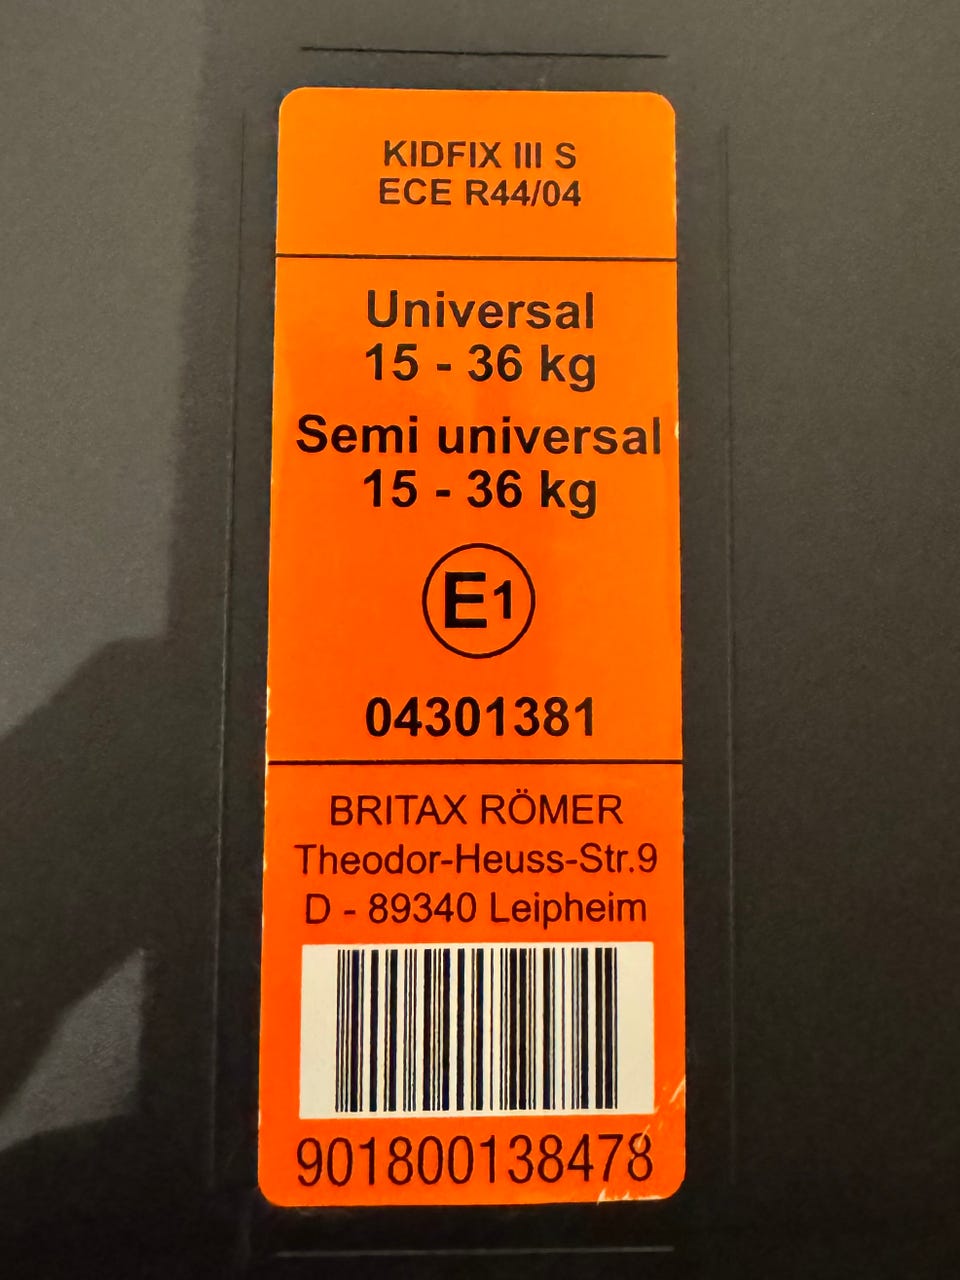 KIDFIX III S
ECE R44/04
Universal
15 - 36 kg
Semi universal
15 - 36 kg
E1
04301381
BRITAX RÖMER
Theodor-Heuss-Str.9
D - 89340 Leipheim
901800138478